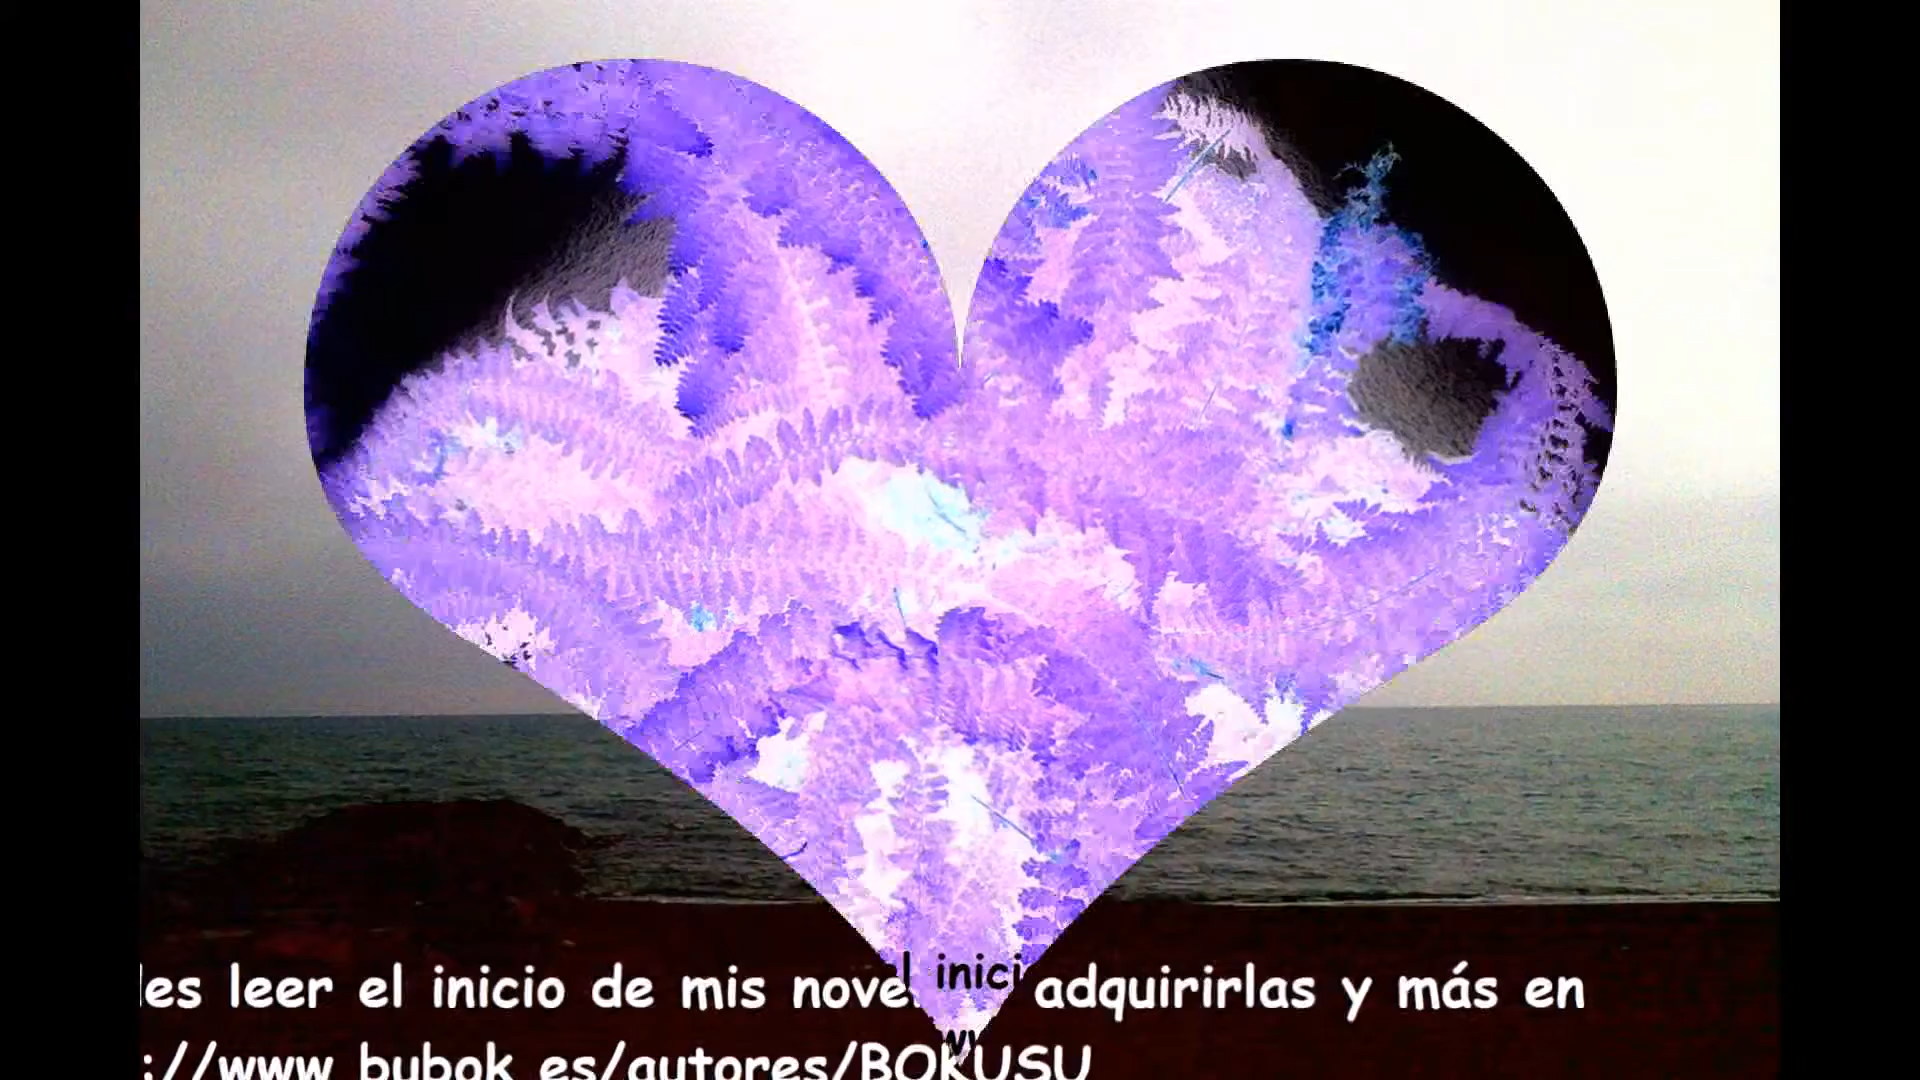 les leer el inicio de mis nove l inici adquirirlas y más en
://www.bubok.es/autores/BOKUSU